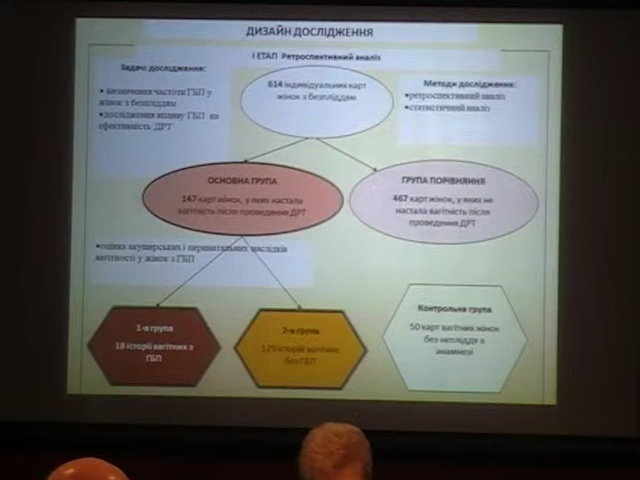 ДИЗАЙН ДОСЛІДЖЕННЯ
І ЕТАП Ретроспективний аналіз
Задачі дослідження:
• визначення частоти ГБП у
жінок з безпліддям
•дослідження впливу ГБП на
ефективність ДРТ
614 індивідуальних карт
жінок з безпліддям
Методи дослідження:
•ретроспективний аналіз
•статистичний аналіз
ОСНОВНА ГРУПА
147 карт жінок, у яких настала
вагітність після проведення ДРТ
ГРУПА ПОРІВНЯННЯ
467 карт жінок, у яких не
настала вагітність після
проведення ДРТ
•оцінка акушерських і перинатальних наслідків
вагітності у жінок з ГБП
1-а група
18 історії вагітних з
ГБП
2-а група
129 історій вагітних
без ГБП
Контрольна група
50 карт вагітних жінок
без непліддя в
анамнезі